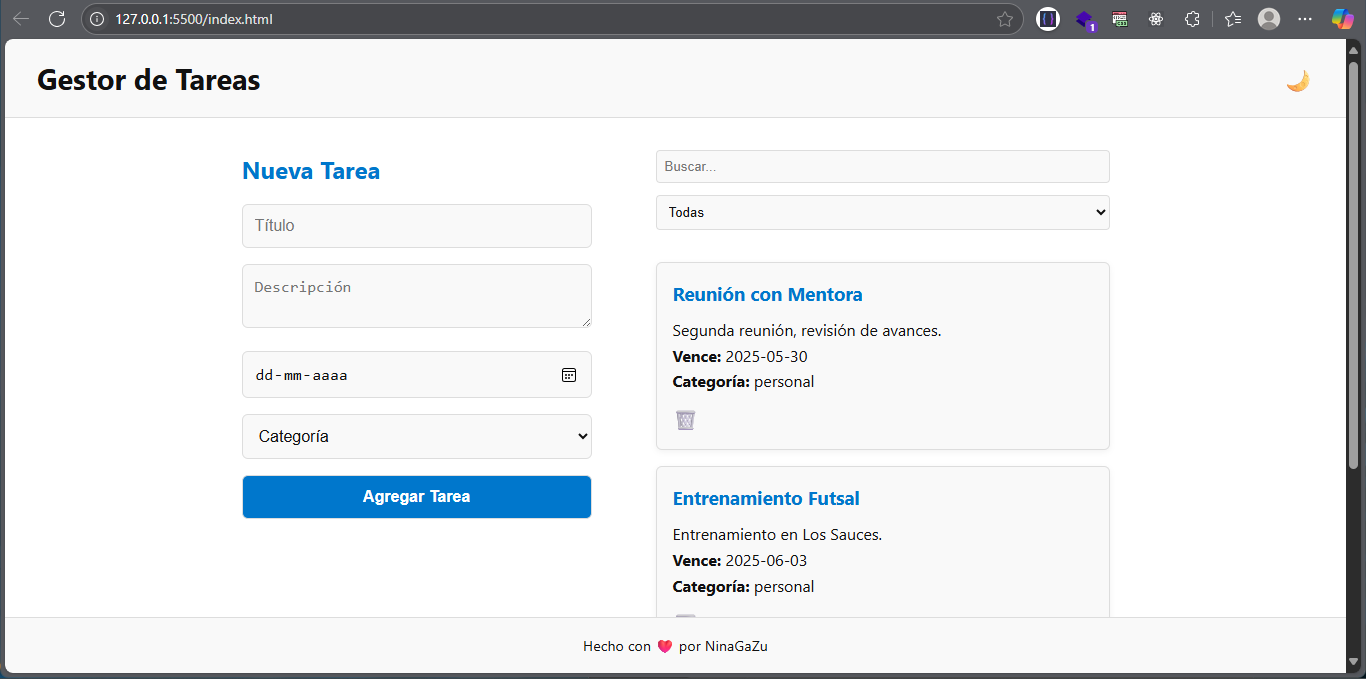 127.0.0.1:5500/index.html
1
Gestor de Tareas
Nueva Tarea
Título
Descripción
dd-mm-aaaa
Categoría
Agregar Tarea
Buscar...
Todas
Reunión con Mentora
Segunda reunión, revisión de avances.
Vence: 2025-05-30
Categoría: personal
Entrenamiento Futsal
Entrenamiento en Los Sauces.
Vence: 2025-06-03
Categoría: personal
Hecho con ❤️ por NinaGaZu